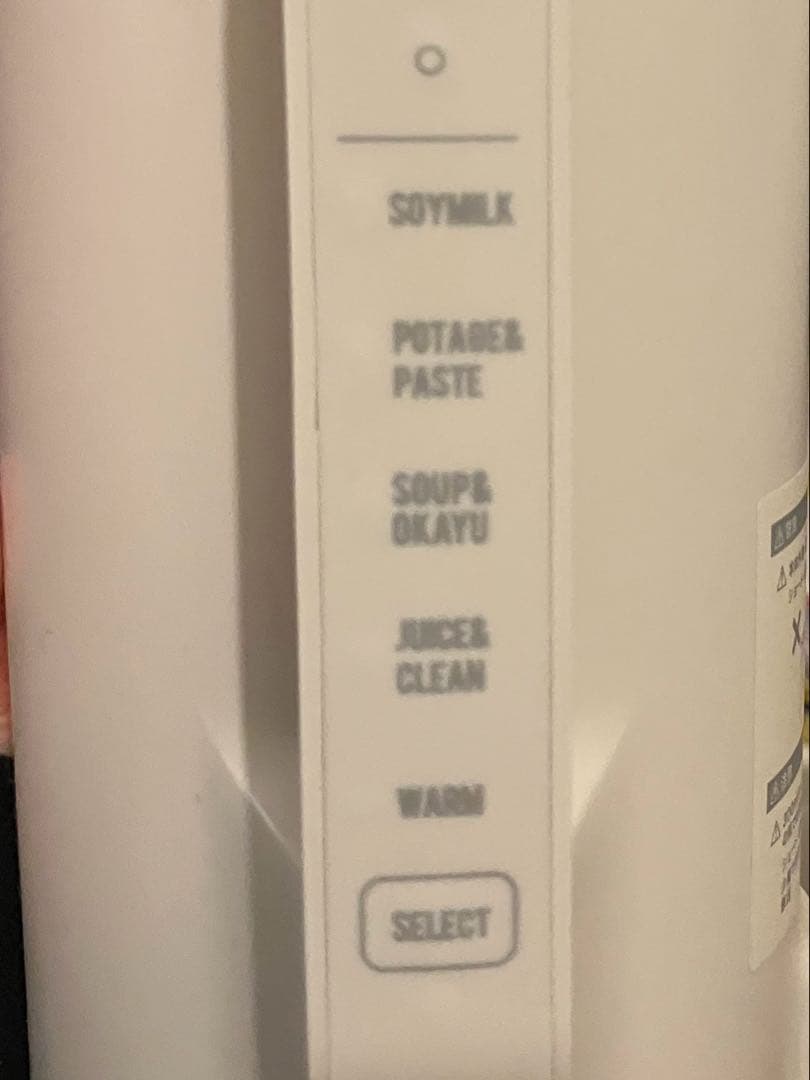 SOYMILK
POTAGE&
PASTE
SOUP&
OKAYU
JUICE&
CLEAN
WARM
SELECT